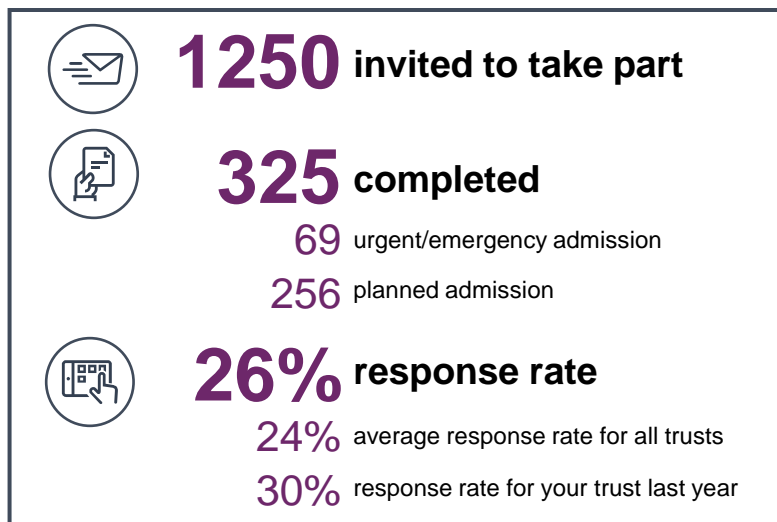 1250 invited to take part
325 completed
69 urgent/emergency admission
256 planned admission
26% response rate
24% average response rate for all trusts
30% response rate for your trust last year